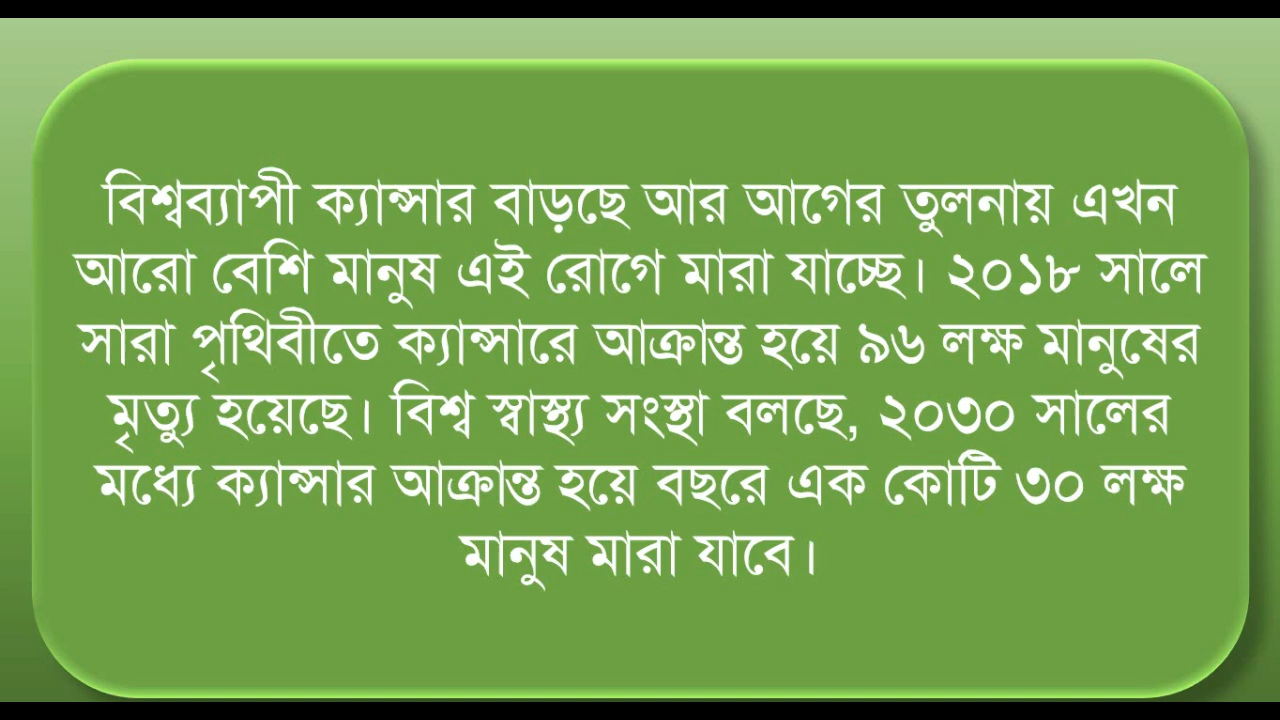 বিশ্বব্যাপী ক্যান্সার বাড়ছে আর আগের তুলনায় এখন
আরো বেশি মানুষ এই রোগে মারা যাচ্ছে। ২০১৮ সালে
সারা পৃথিবীতে ক্যান্সারে আক্রান্ত হয়ে ৯৬ লক্ষ মানুষের
মৃত্যু হয়েছে। বিশ্ব স্বাস্থ্য সংস্থা বলছে, ২০৩০ সালের
মধ্যে ক্যান্সার আক্রান্ত হয়ে বছরে এক কোটি ৩০ লক্ষ
মানুষ মারা যাবে।